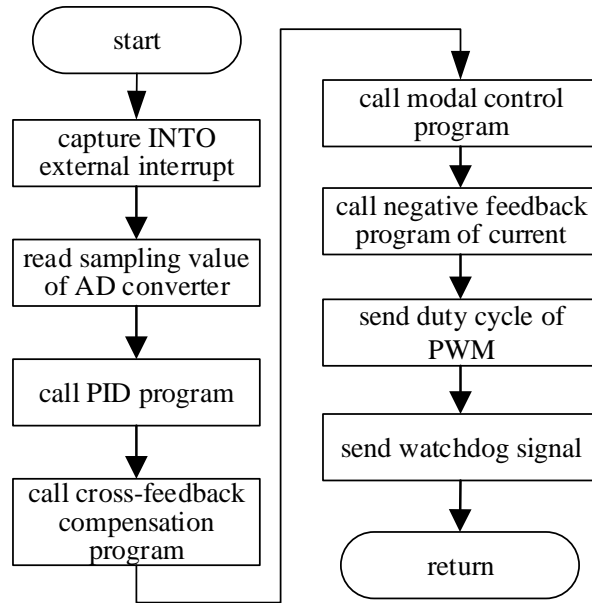 start
capture INTO
external interrupt
read sampling value
of AD converter
call PID program
call cross-feedback
compensation
program
call modal control
program
call negative feedback
program of current
send duty cycle of
PWM
send watchdog signal
return